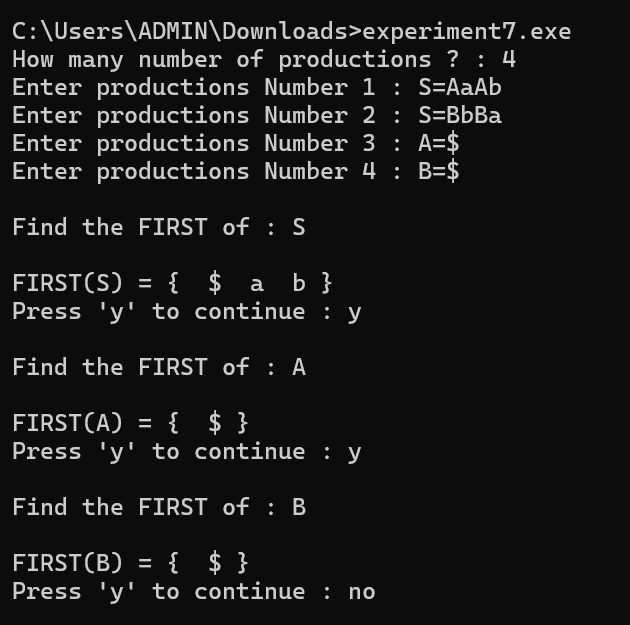 C:\Users\ADMIN\Downloads>experiment7.exe
How many number of productions ? : 4
Enter productions Number 1 : S=AaAb
Enter productions Number 2 : S=BbBa
Enter productions Number 3 : A=$
Enter productions Number 4 : B=$
Find the FIRST of : S
FIRST(S) = {  $  a  b }
Press 'y' to continue : y
Find the FIRST of : A
FIRST(A) = {  $ }
Press 'y' to continue : y
Find the FIRST of : B
FIRST(B) = {  $ }
Press 'y' to continue : no